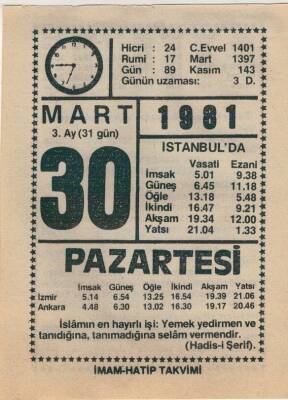 Hicri : 24 C.Evvel 1401
Rumi : 17 Mart 1397
Gün : 89 Kasım 143
Günün uzaması: 3 D.
MART 1981
3. Ay (31 gün)
30
İSTANBUL'DA
Vasati Ezani
İmsak 5.01 9.38
Güneş 6.45 11.18
Öğle 13.18 5.48
İkindi 16.47 9.21
Akşam 19.34 12.00
Yatsı 21.04 1.33
PAZARTESİ
İmsak Güneş Öğle İkindi Akşam Yatsı
İzmir 5.14 6.54 13.25 16.54 19.39 21.06
Ankara 4.48 6.30 13.02 16.30 19.17 20.46
İslâmın en hayırlı işi: Yemek yedirmen ve
tanıdığına, tanımadığına selâm vermendir.
(Hadis-i Şerif).
İMAM-HATİP TAKVİMİ